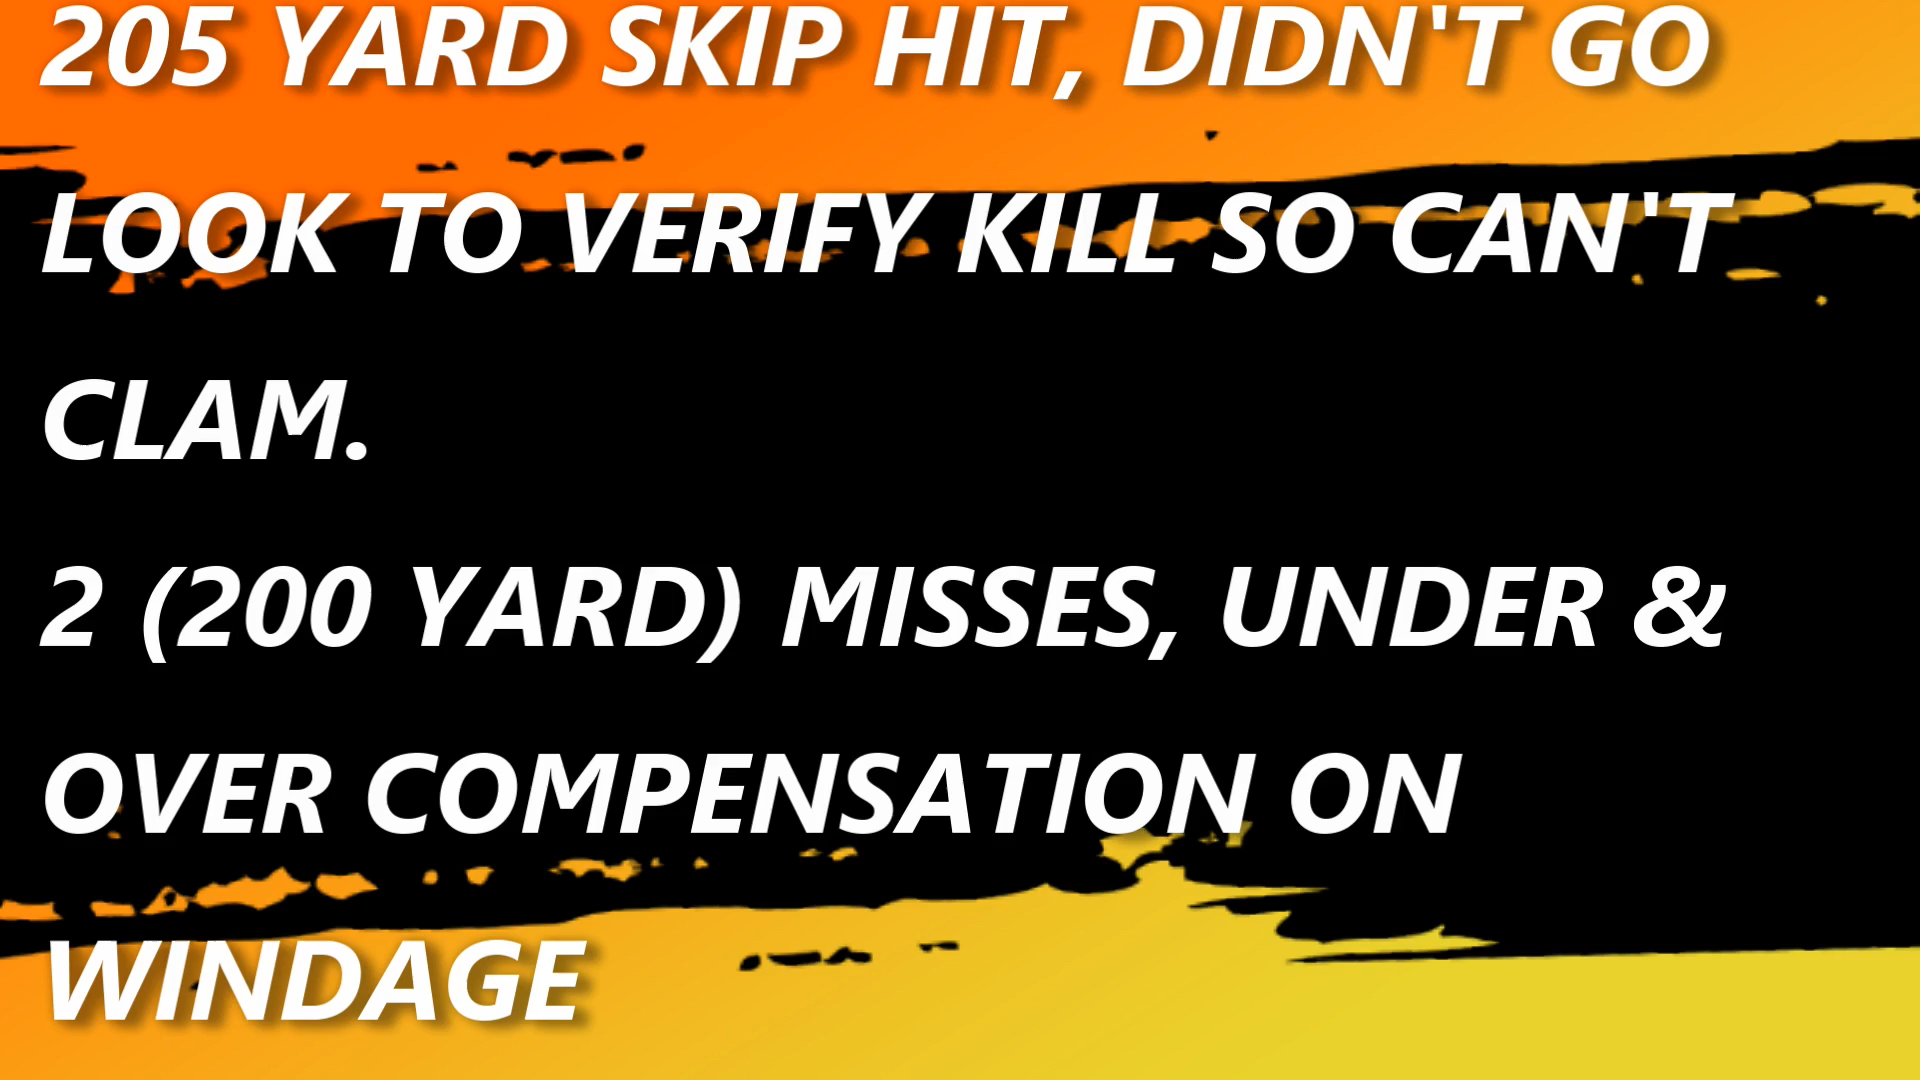 205 YARD SKIP HIT, DIDN'T GO
LOOK TO VERIFY KILL SO CAN'T
CLAM.
2 (200 YARD) MISSES, UNDER &
OVER COMPENSATION ON
WINDAGE